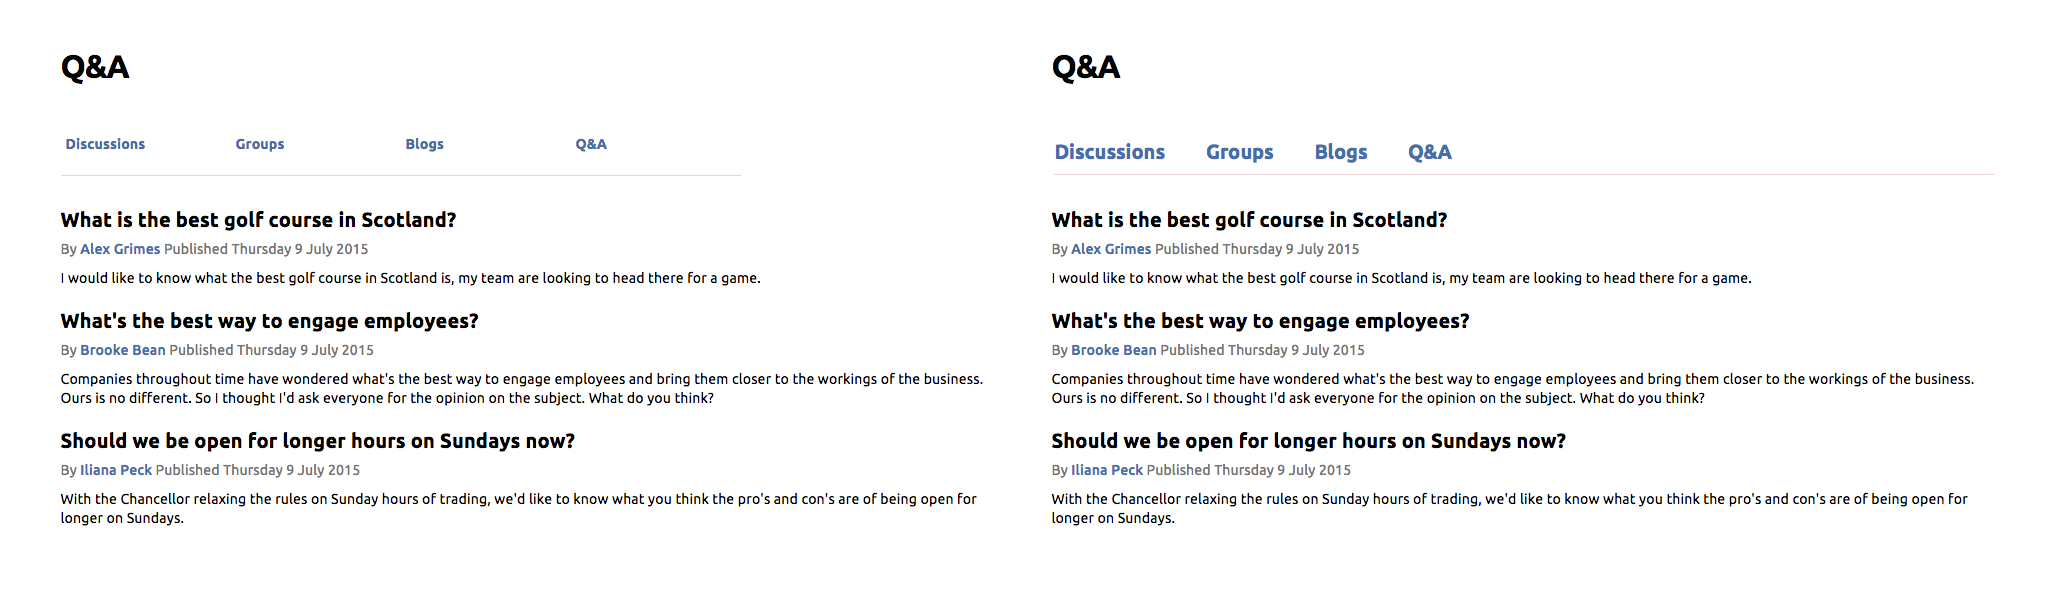 Q&A
Discussions Groups Blogs Q&A
What is the best golf course in Scotland?
By Alex Grimes Published Thursday 9 July 2015
I would like to know what the best golf course in Scotland is, my team are looking to head there for a game.
What's the best way to engage employees?
By Brooke Bean Published Thursday 9 July 2015
Companies throughout time have wondered what's the best way to engage employees and bring them closer to the workings of the business.
Ours is no different. So I thought I'd ask everyone for the opinion on the subject. What do you think?
Should we be open for longer hours on Sundays now?
By Iliana Peck Published Thursday 9 July 2015
With the Chancellor relaxing the rules on Sunday hours of trading, we'd like to know what you think the pro's and con's are of being open for
longer on Sundays.
Q&A
Discussions Groups Blogs Q&A
What is the best golf course in Scotland?
By Alex Grimes Published Thursday 9 July 2015
I would like to know what the best golf course in Scotland is, my team are looking to head there for a game.
What's the best way to engage employees?
By Brooke Bean Published Thursday 9 July 2015
Companies throughout time have wondered what's the best way to engage employees and bring them closer to the workings of the business.
Ours is no different. So I thought I'd ask everyone for the opinion on the subject. What do you think?
Should we be open for longer hours on Sundays now?
By Iliana Peck Published Thursday 9 July 2015
With the Chancellor relaxing the rules on Sunday hours of trading, we'd like to know what you think the pro's and con's are of being open for
longer on Sundays.